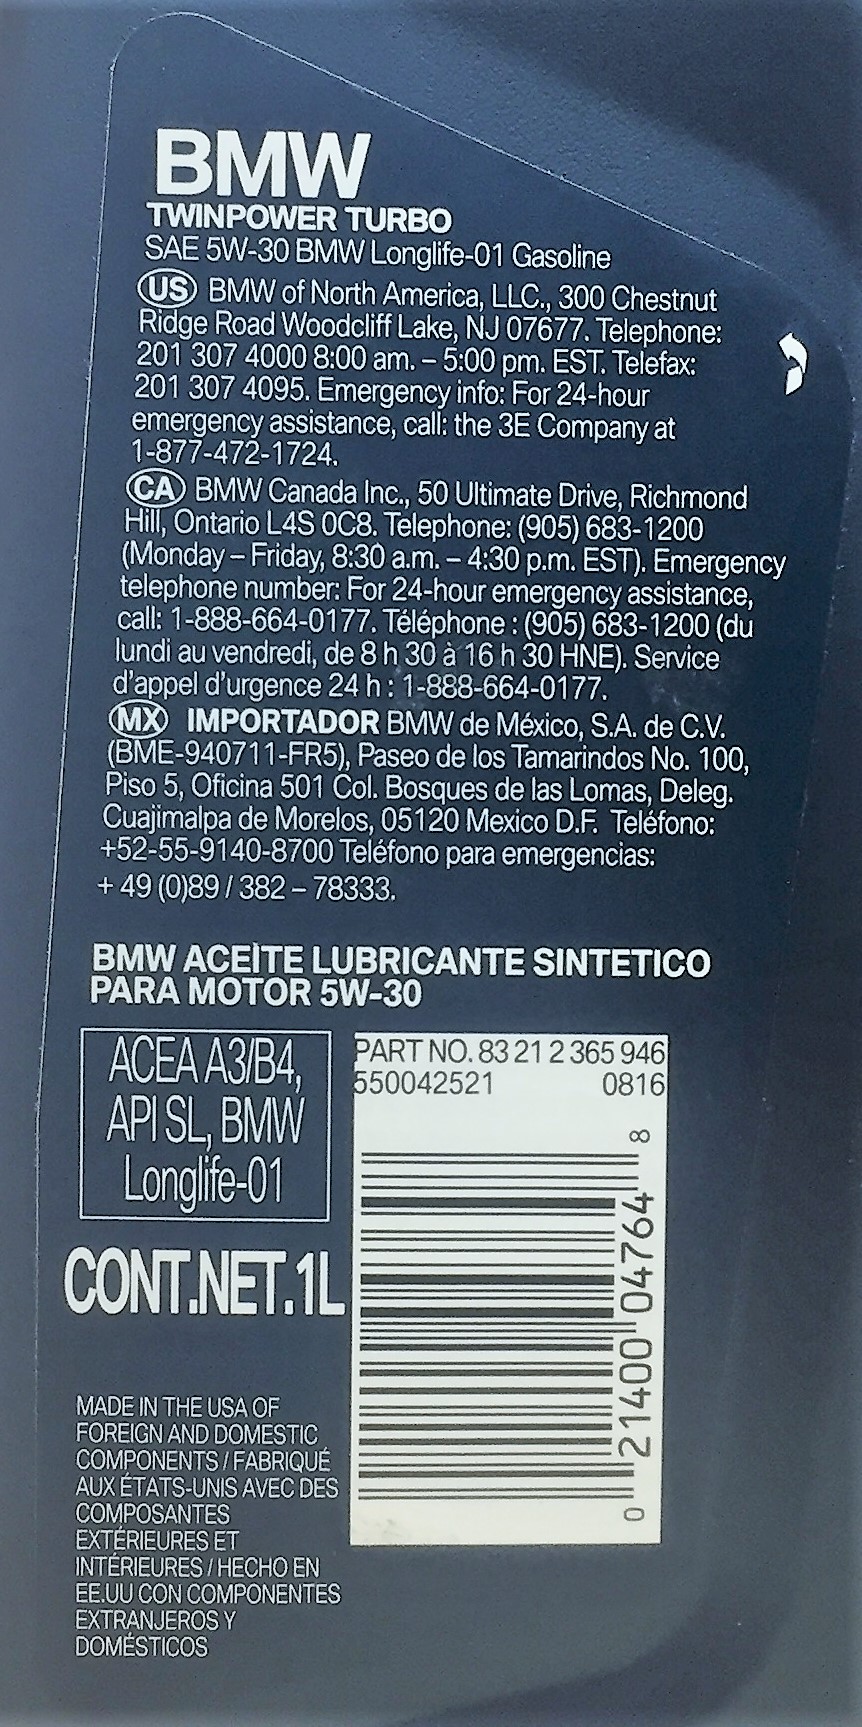 BMW
TWINPOWER TURBO
SAE 5W-30 BMW Longlife-01 Gasoline
US BMW of North America, LLC., 300 Chestnut
Ridge Road Woodcliff Lake, NJ 07677. Telephone:
201 307 4000 8:00 am. – 5:00 pm. EST. Telefax:
201 307 4095. Emergency info: For 24-hour
emergency assistance, call: the 3E Company at
1-877-472-1724.
CA BMW Canada Inc., 50 Ultimate Drive, Richmond
Hill, Ontario L4S 0C8. Telephone: (905) 683-1200
(Monday – Friday, 8:30 a.m. – 4:30 p.m. EST). Emergency
telephone number: For 24-hour emergency assistance,
call: 1-888-664-0177. Téléphone : (905) 683-1200 (du
lundi au vendredi, de 8 h 30 à 16 h 30 HNE). Service
d'appel d'urgence 24 h : 1-888-664-0177.
MX IMPORTADOR BMW de México, S.A. de C.V.
(BME-940711-FR5), Paseo de los Tamarindos No. 100,
Piso 5, Oficina 501 Col. Bosques de las Lomas, Deleg.
Cuajimalpa de Morelos, 05120 Mexico D.F. Teléfono:
+52-55-9140-8700 Teléfono para emergencias:
+ 49 (0)89 / 382 – 78333.
BMW ACEITE LUBRICANTE SINTETICO
PARA MOTOR 5W-30
ACEA A3/B4,
API SL, BMW
Longlife-01
PART NO. 83 21 2 365 946
550042521 0816
0 21400 04764 8
CONT.NET.1L
MADE IN THE USA OF
FOREIGN AND DOMESTIC
COMPONENTS / FABRIQUÉ
AUX ÉTATS-UNIS AVEC DES
COMPOSANTES
EXTÉRIEURES ET
INTÉRIEURES / HECHO EN
EE.UU CON COMPONENTES
EXTRANJEROS Y
DOMÉSTICOS